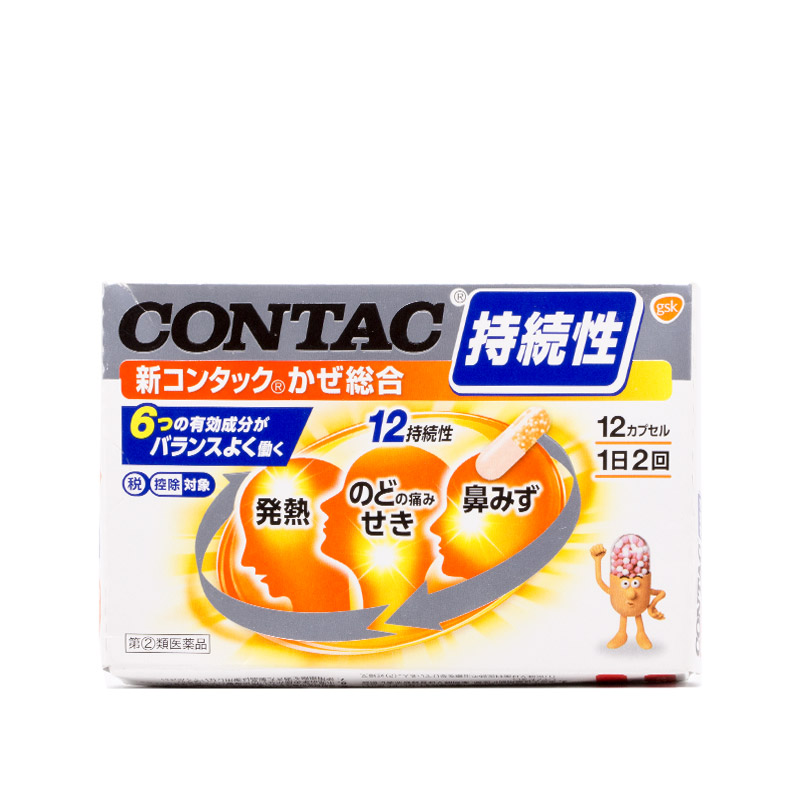 CONTAC®
持続性
gsk
新コンタック®かぜ総合
6つの有効成分が
バランスよく働く
12持続性
12カプセル
1日2回
税 控除 対象
発熱
のどの痛み
せき
鼻みず
指②類医薬品
CONTAC